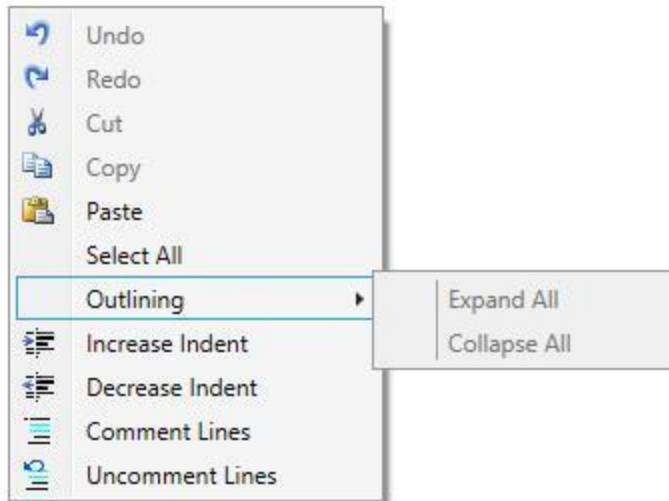 Undo
Redo
Cut
Copy
Paste
Select All
Outlining
Expand All
Collapse All
Increase Indent
Decrease Indent
Comment Lines
Uncomment Lines